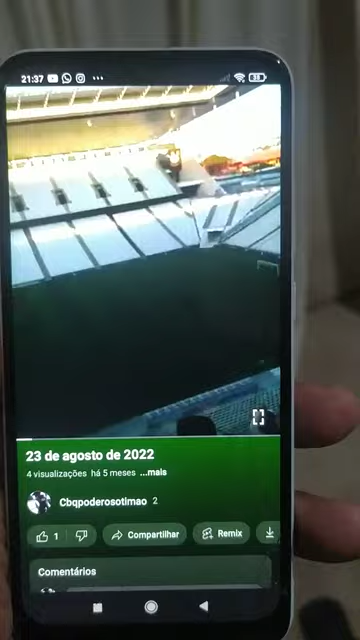 21:37
23 de agosto de 2022
4 visualizações há 5 meses ...mais
Cbqpoderosotimao 2
1
Compartilhar
Remix
Comentários